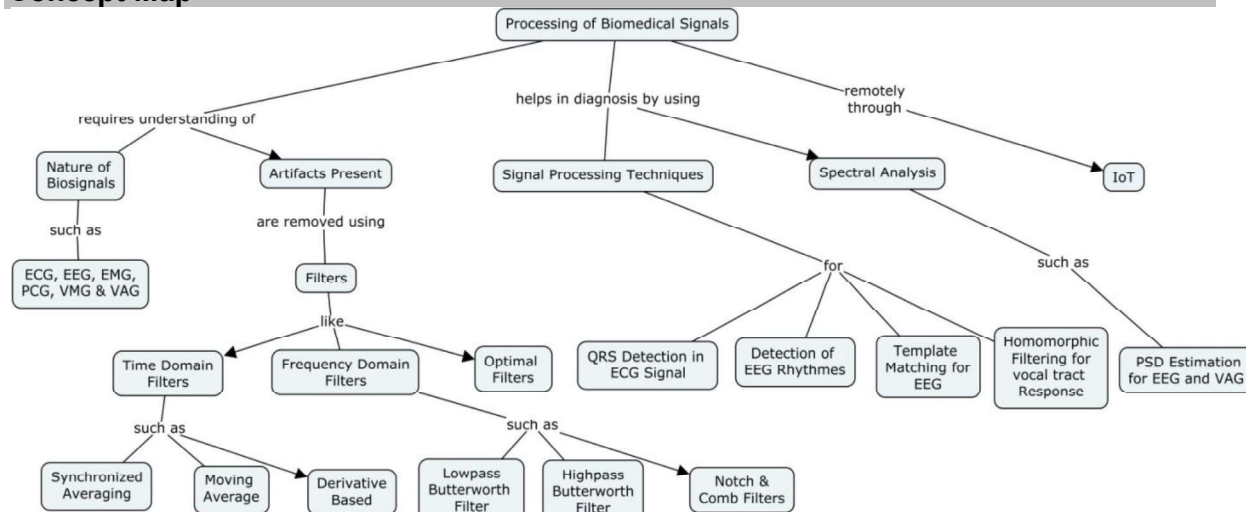 Concept Map
Processing of Biomedical Signals
requires understanding of
helps in diagnosis by using
remotely
through
Nature of
Biosignals
Artifacts Present
Signal Processing Techniques
Spectral Analysis
IoT
such as
are removed using
for
such as
ECG, EEG, EMG,
PCG, VMG & VAG
Filters
like
Time Domain
Filters
Frequency Domain
Filters
Optimal
Filters
QRS Detection in
ECG Signal
Detection of
EEG Rhythmes
Template
Matching for
EEG
Homomorphic
Filtering for
vocal tract
Response
PSD Estimation
for EEG and VAG
such as
such as
Synchronized
Averaging
Moving
Average
Derivative
Based
Lowpass
Butterworth
Filter
Highpass
Butterworth
Filter
Notch &
Comb Filters